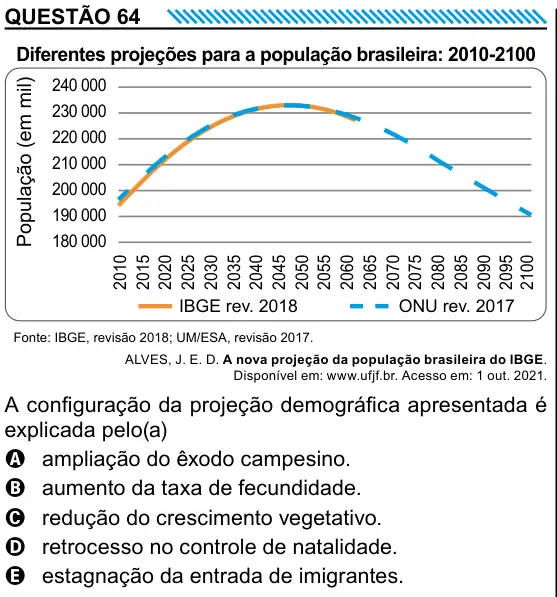 QUESTÃO 64
Diferentes projeções para a população brasileira: 2010-2100
População (em mil)
240 000
230 000
220 000
210 000
200 000
190 000
180 000
2010 2015 2020 2025 2030 2035 2040 2045 2050 2055 2060 2065 2070 2075 2080 2085 2090 2095 2100
IBGE rev. 2018 ONU rev. 2017
Fonte: IBGE, revisão 2018; UM/ESA, revisão 2017.
ALVES, J. E. D. A nova projeção da população brasileira do IBGE.
Disponível em: www.ufjf.br. Acesso em: 1 out. 2021.
A configuração da projeção demográfica apresentada é
explicada pelo(a)
A ampliação do êxodo campesino.
B aumento da taxa de fecundidade.
C redução do crescimento vegetativo.
D retrocesso no controle de natalidade.
E estagnação da entrada de imigrantes.